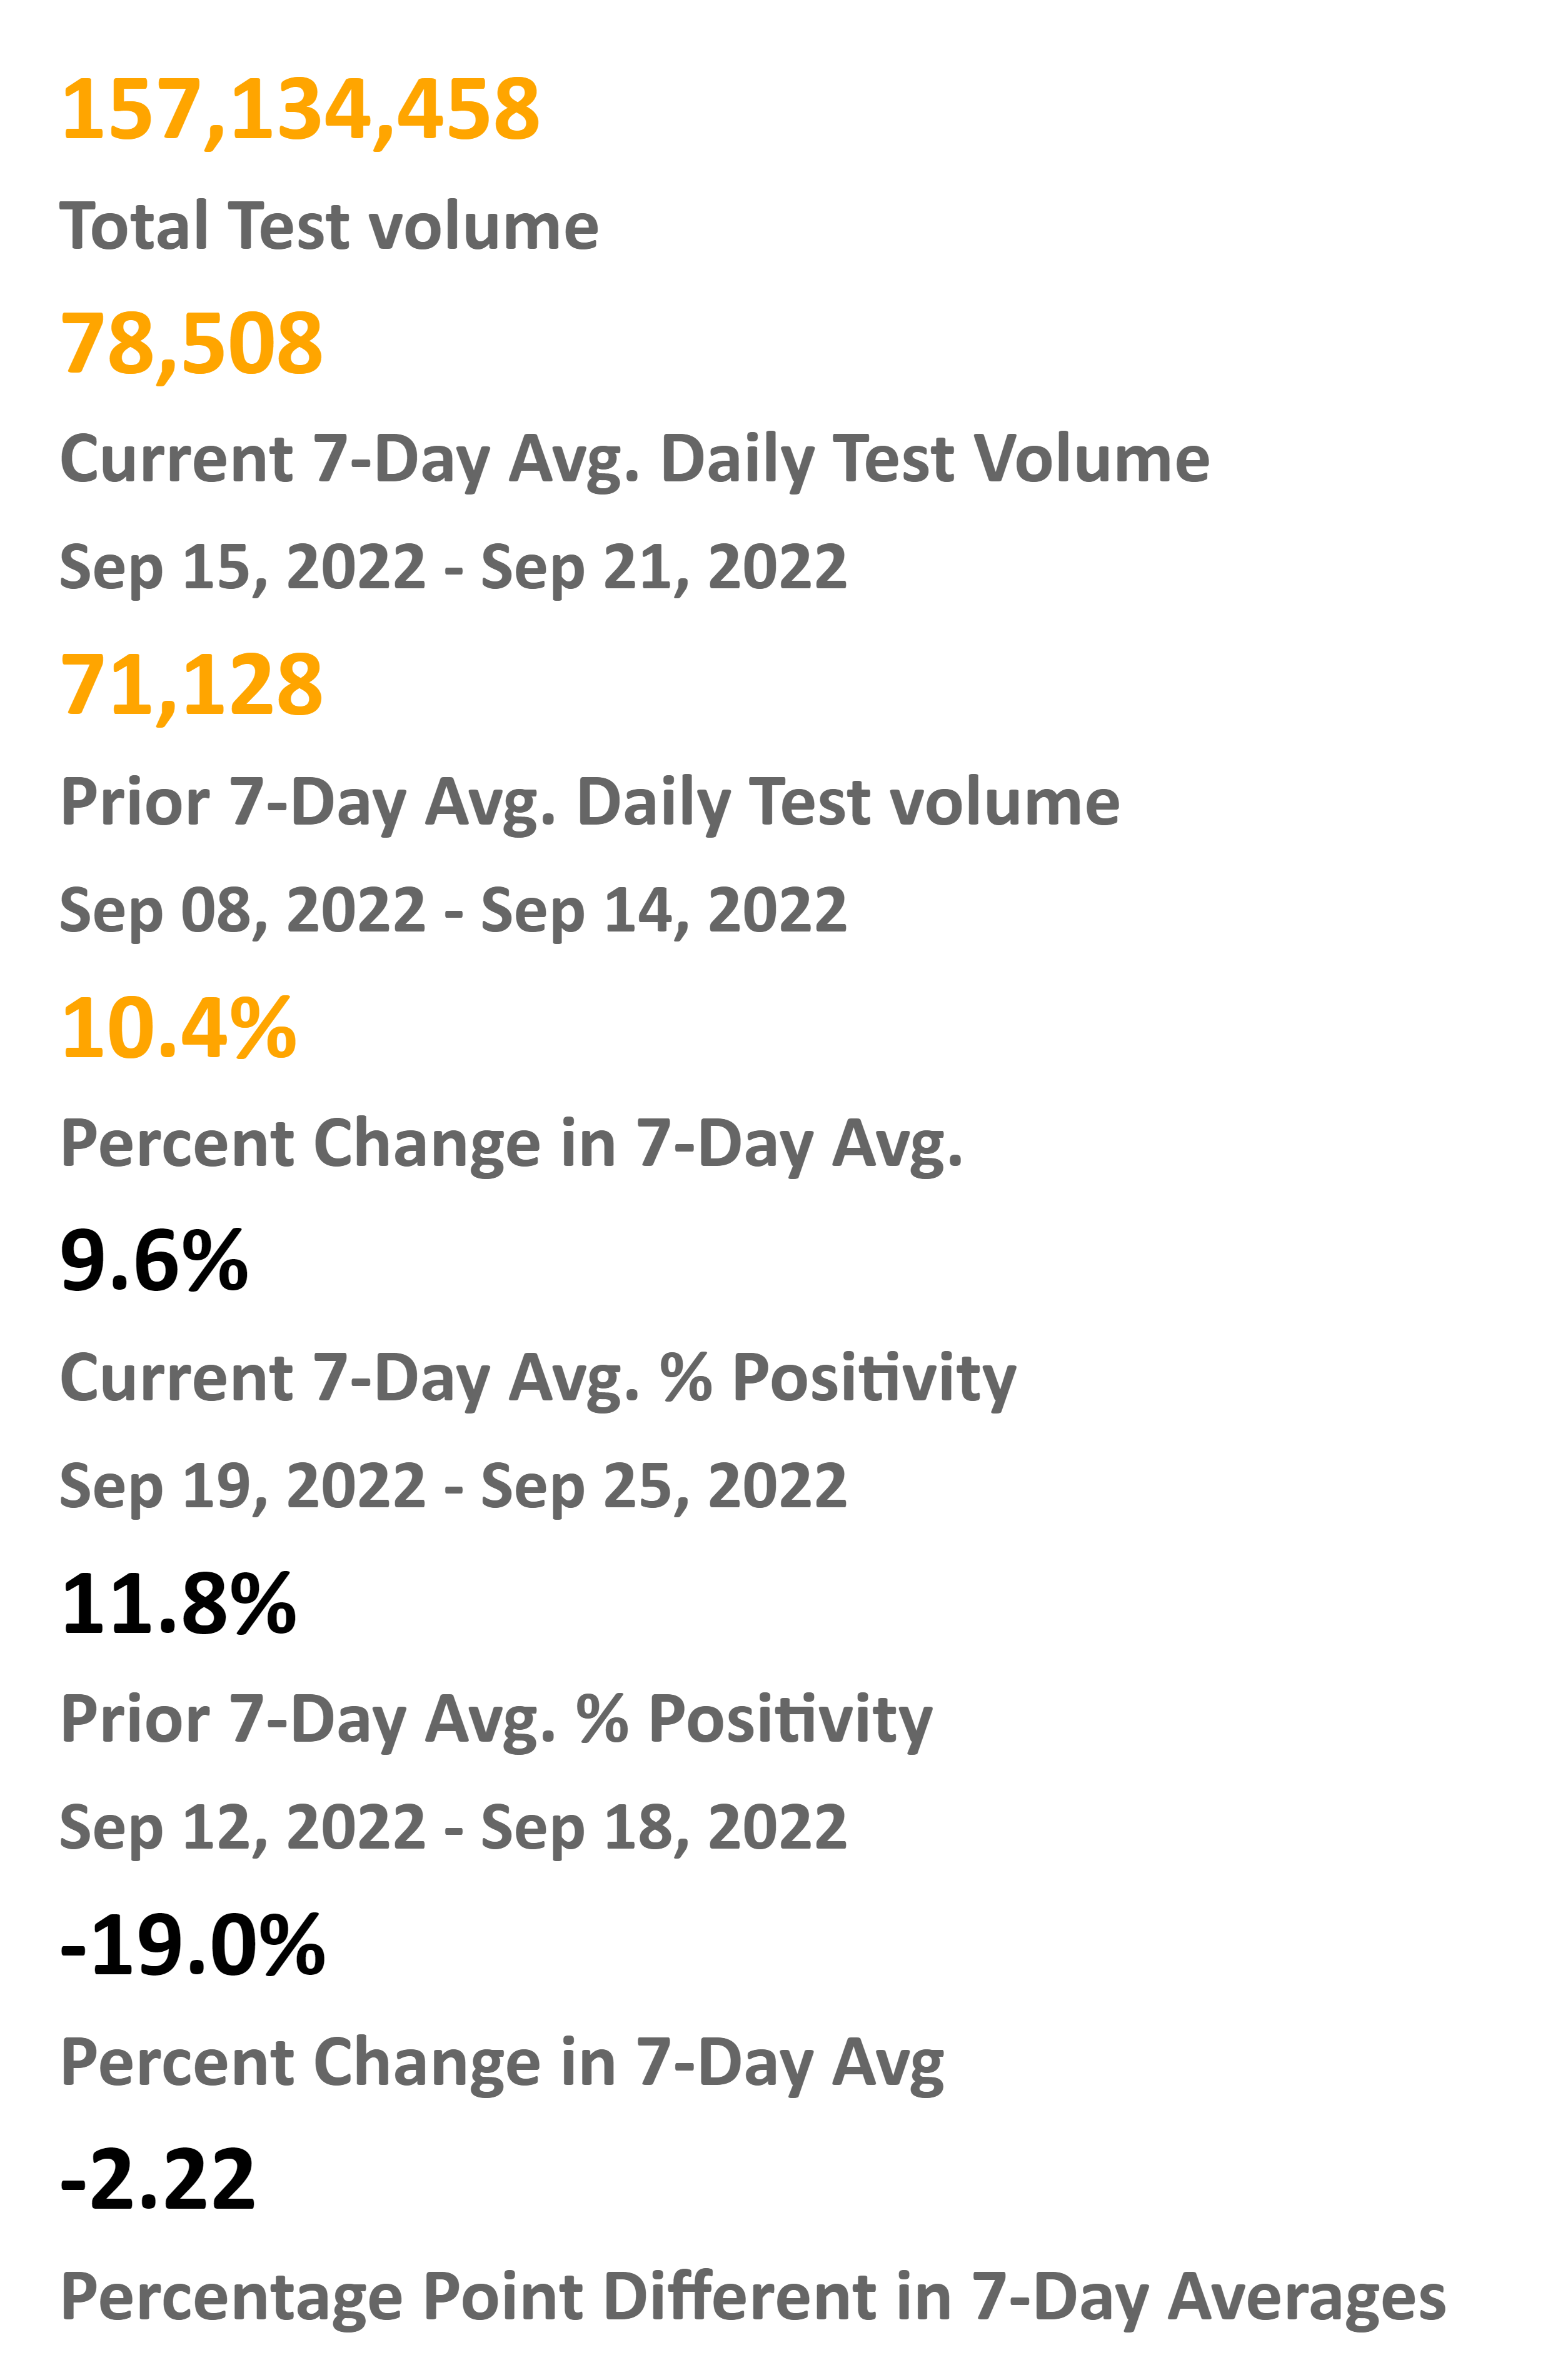 157,134,458
Total Test volume
78,508
Current 7-Day Avg. Daily Test Volume
Sep 15, 2022 - Sep 21, 2022
71,128
Prior 7-Day Avg. Daily Test volume
Sep 08, 2022 - Sep 14, 2022
10.4%
Percent Change in 7-Day Avg.
9.6%
Current 7-Day Avg. % Positivity
Sep 19, 2022 - Sep 25, 2022
11.8%
Prior 7-Day Avg. % Positivity
Sep 12, 2022 - Sep 18, 2022
-19.0%
Percent Change in 7-Day Avg
-2.22
Percentage Point Different in 7-Day Averages